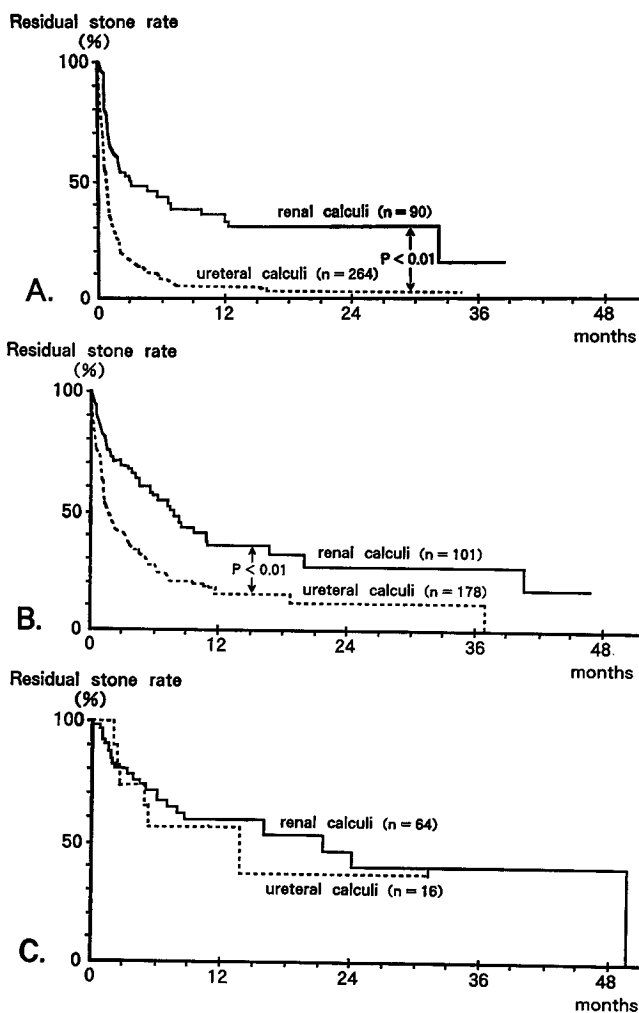 Residual stone rate
(%)
100
50
0
renal calculi (n=90)
P < 0.01
ureteral calculi (n=264)
A.
0 12 24 36 48
months
Residual stone rate
(%)
100
50
0
renal calculi (n=101)
P < 0.01
ureteral calculi (n=178)
B.
0 12 24 36 48
months
Residual stone rate
(%)
100
50
0
renal calculi (n=64)
ureteral calculi (n=16)
C.
0 12 24 36 48
months